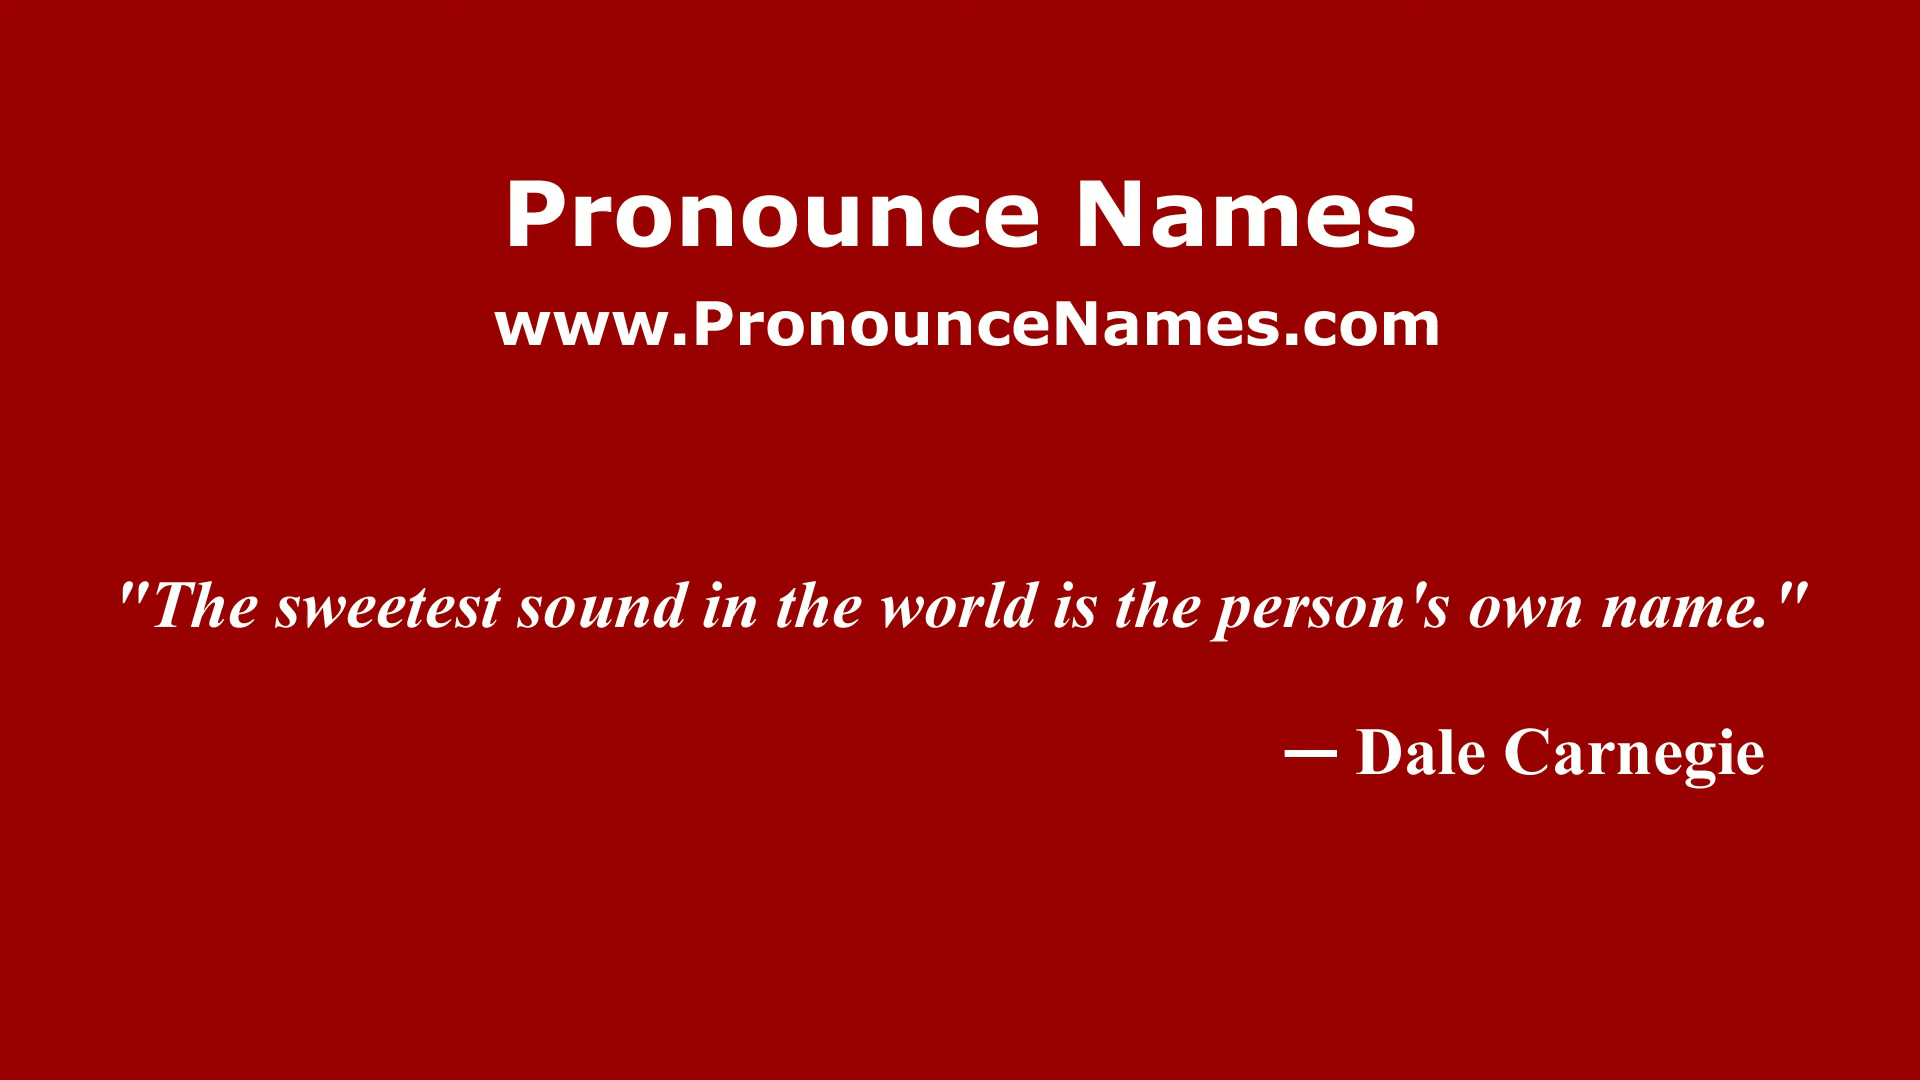 Pronounce Names
www.PronounceNames.com
"The sweetest sound in the world is the person's own name."
— Dale Carnegie